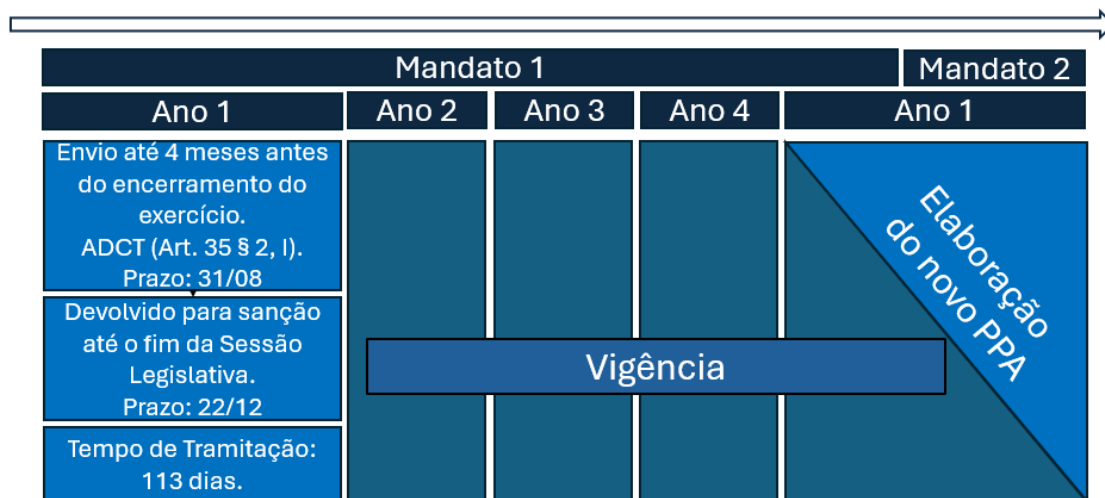 Mandato 1
Mandato 2
Ano 1
Ano 2
Ano 3
Ano 4
Ano 1
Envio até 4 meses antes
do encerramento do
exercício.
ADCT (Art. 35 § 2, I).
Prazo: 31/08
Devolvido para sanção
até o fim da Sessão
Legislativa.
Prazo: 22/12
Tempo de Tramitação:
113 dias.
Vigência
Elaboração
do novo PPA